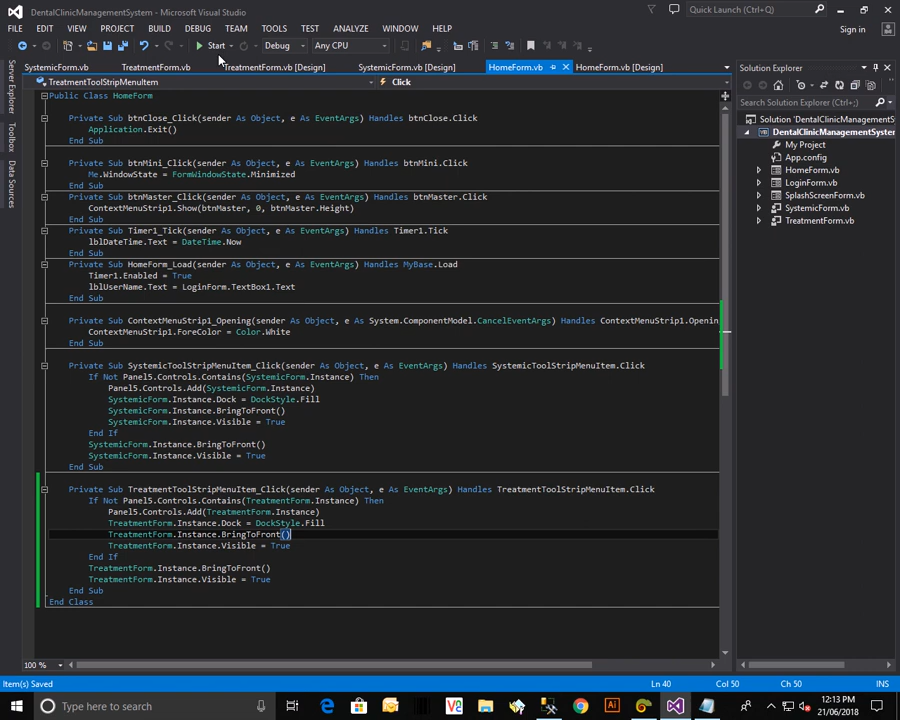 DentalClinicManagementSystem - Microsoft Visual Studio
Quick Launch (Ctrl+Q)
FILE EDIT VIEW PROJECT BUILD DEBUG TEAM TOOLS TEST ANALYZE WINDOW HELP
Sign in
Start Debug Any CPU
SystemicForm.vb TreatmentForm.vb TreatmentForm.vb [Design] SystemicForm.vb [Design] HomeForm.vb HomeForm.vb [Design]
Solution Explorer
TreatmentToolStripMenuItem Click
Server Explorer
Toolbox
Data Sources
Public Class HomeForm
Private Sub btnClose_Click(sender As Object, e As EventArgs) Handles btnClose.Click
Application.Exit()
End Sub
Private Sub btnMini_Click(sender As Object, e As EventArgs) Handles btnMini.Click
Me.WindowState = FormWindowState.Minimized
End Sub
Private Sub btnMaster_Click(sender As Object, e As EventArgs) Handles btnMaster.Click
ContextMenuStrip1.Show(btnMaster, 0, btnMaster.Height)
End Sub
Private Sub Timer1_Tick(sender As Object, e As EventArgs) Handles Timer1.Tick
lblDateTime.Text = DateTime.Now
End Sub
Private Sub HomeForm_Load(sender As Object, e As EventArgs) Handles MyBase.Load
Timer1.Enabled = True
lblUserName.Text = LoginForm.TextBox1.Text
End Sub
Private Sub ContextMenuStrip1_Opening(sender As Object, e As System.ComponentModel.CancelEventArgs) Handles ContextMenuStrip1.Openin
ContextMenuStrip1.ForeColor = Color.White
End Sub
Private Sub SystemicToolStripMenuItem_Click(sender As Object, e As EventArgs) Handles SystemicToolStripMenuItem.Click
If Not Panel5.Controls.Contains(SystemicForm.Instance) Then
Panel5.Controls.Add(SystemicForm.Instance)
SystemicForm.Instance.Dock = DockStyle.Fill
SystemicForm.Instance.BringToFront()
SystemicForm.Instance.Visible = True
End If
SystemicForm.Instance.BringToFront()
SystemicForm.Instance.Visible = True
End Sub
Private Sub TreatmentToolStripMenuItem_Click(sender As Object, e As EventArgs) Handles TreatmentToolStripMenuItem.Click
If Not Panel5.Controls.Contains(TreatmentForm.Instance) Then
Panel5.Controls.Add(TreatmentForm.Instance)
TreatmentForm.Instance.Dock = DockStyle.Fill
TreatmentForm.Instance.BringToFront()
TreatmentForm.Instance.Visible = True
End If
TreatmentForm.Instance.BringToFront()
TreatmentForm.Instance.Visible = True
End Sub
End Class
Search Solution Explorer (Ctrl+;)
Solution 'DentalClinicManagementS
DentalClinicManagementSystem
My Project
App.config
HomeForm.vb
LoginForm.vb
SplashScreenForm.vb
SystemicForm.vb
TreatmentForm.vb
100 %
Item(s) Saved Ln 40 Col 50 Ch 50 INS
Type here to search
12:13 PM
21/06/2018